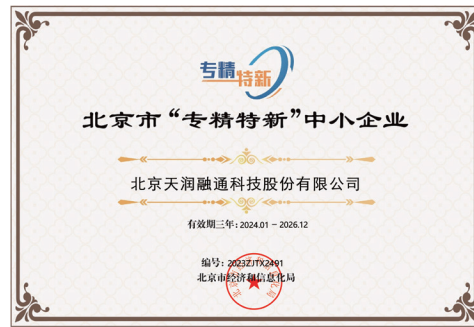 专精
特新
北京市“专精特新”中小企业
北京天润融通科技股份有限公司
有效期三年：2024.01－2026.12
编号：2023ZJTX2491
北京市经济和信息化局